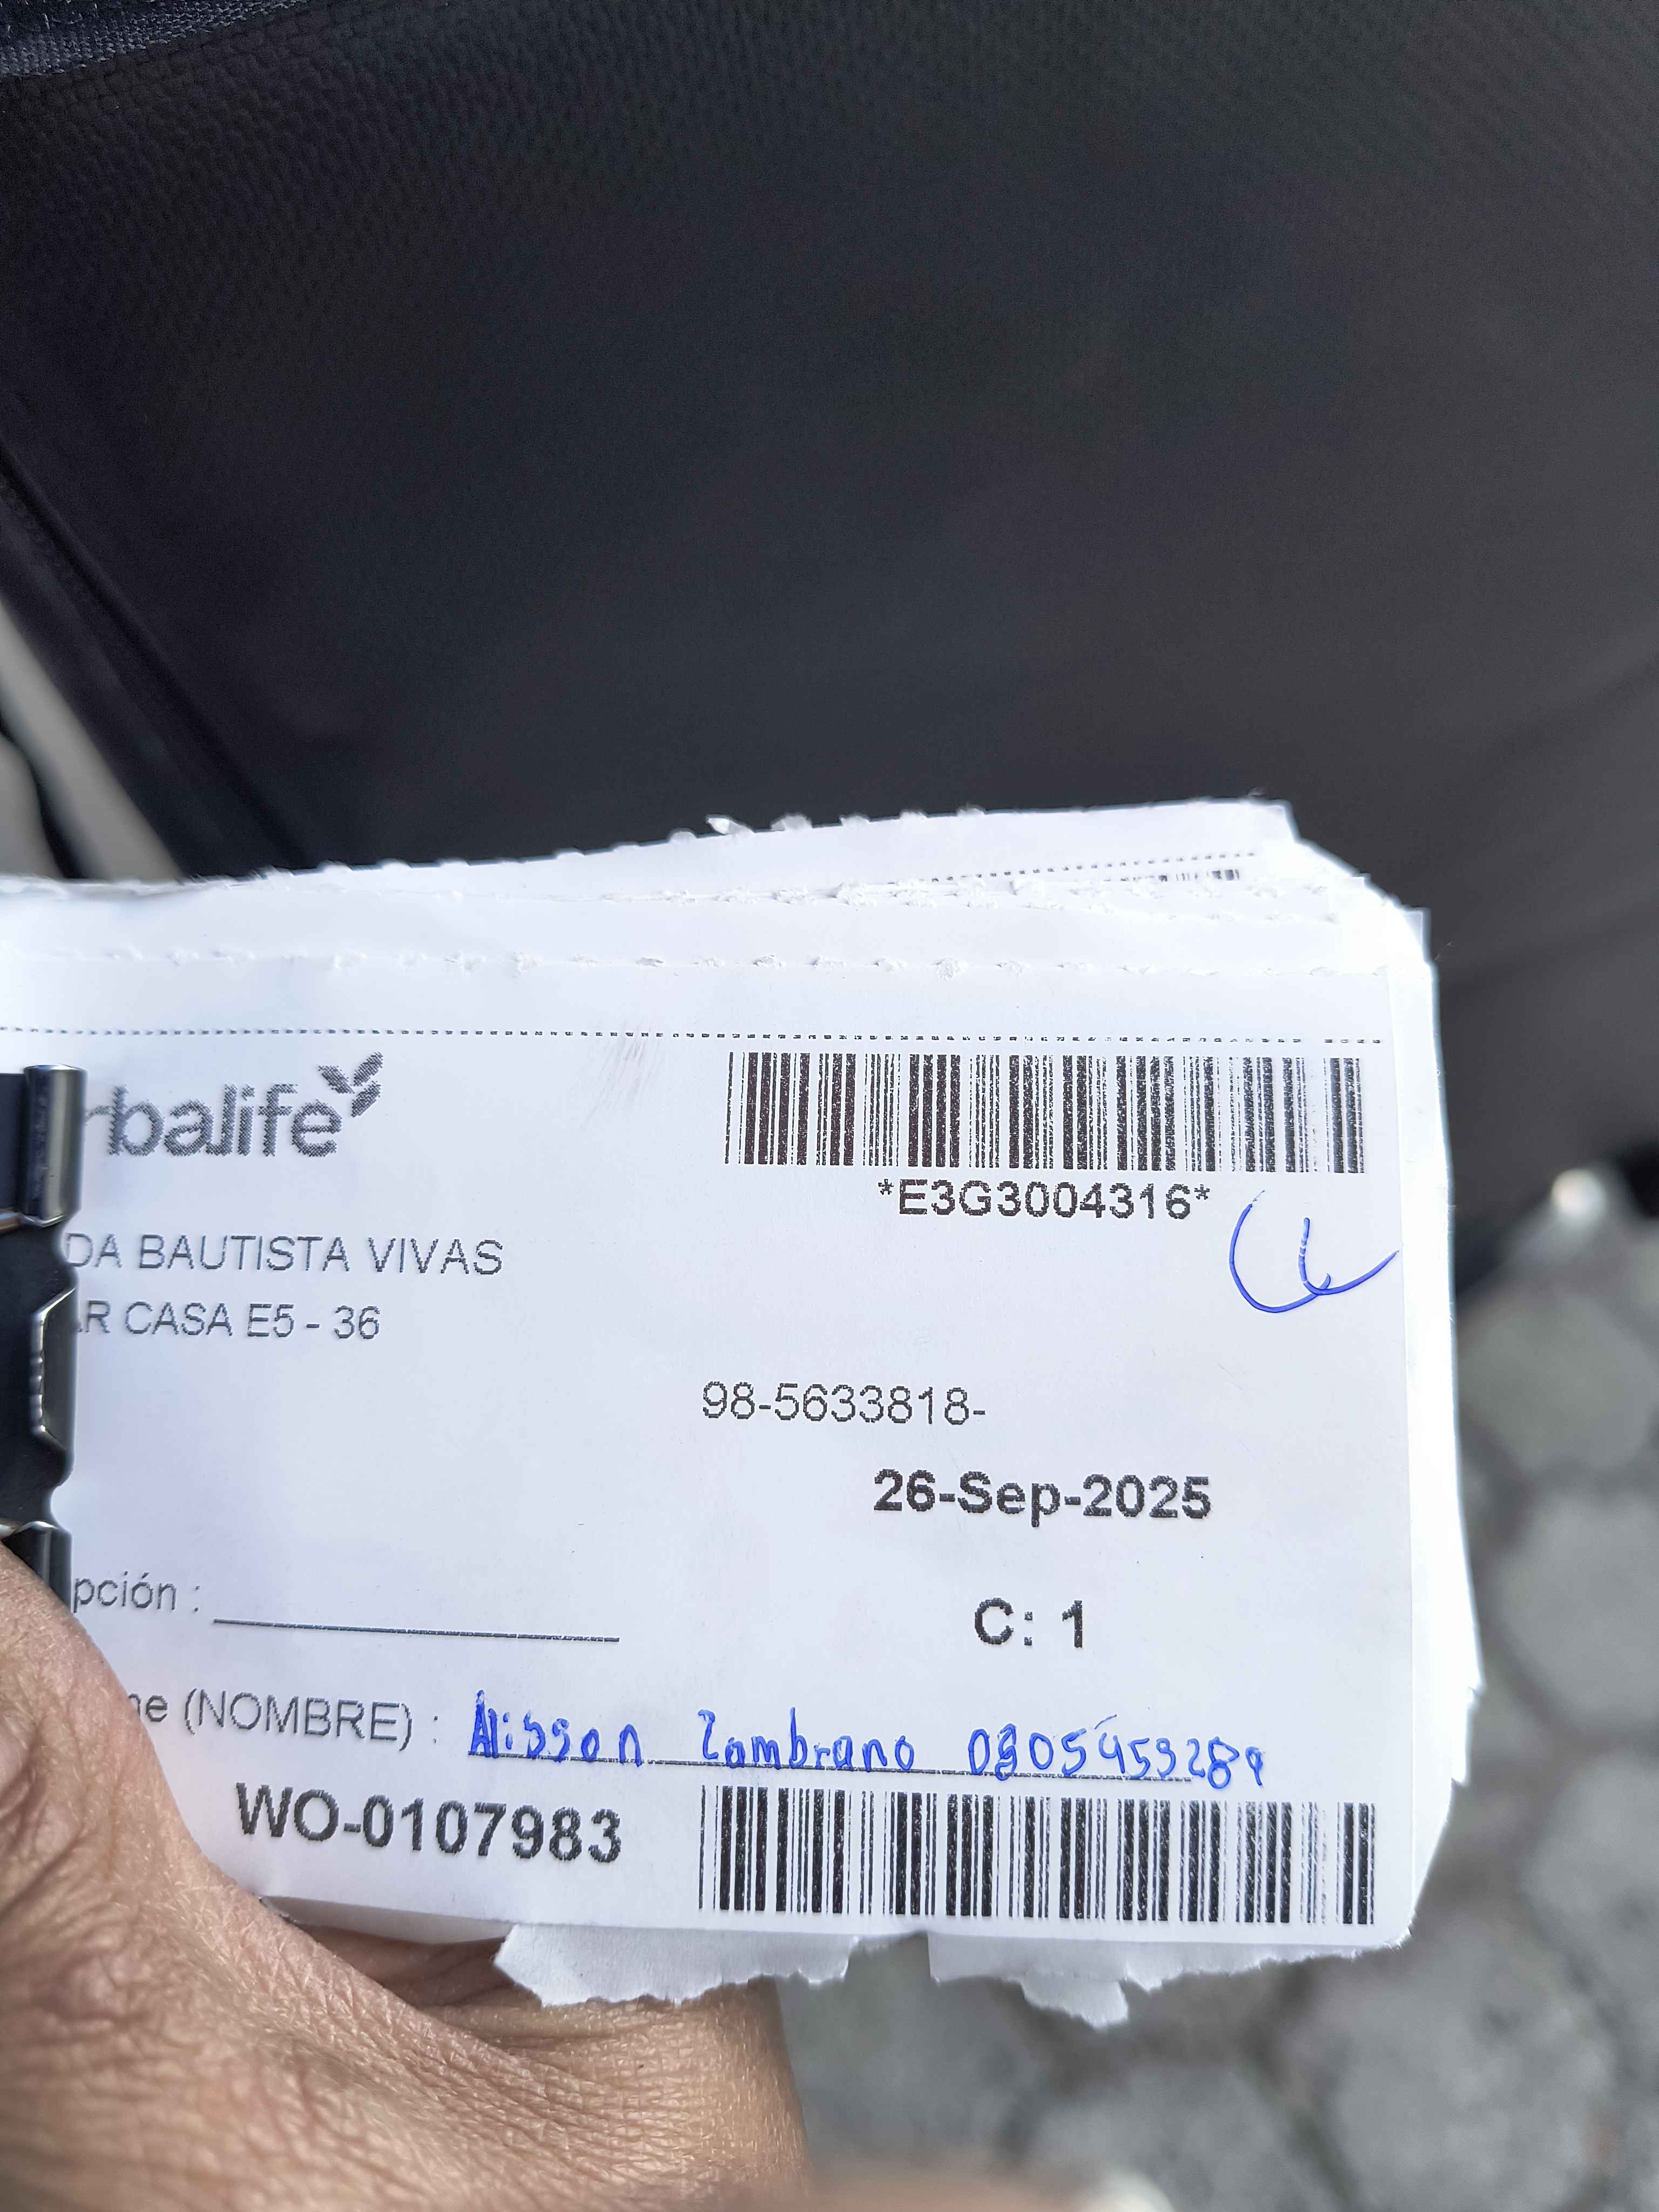 rbalife
*E3G3004316*
DA BAUTISTA VIVAS
AR CASA E5 - 36
98-5633818-
26-Sep-2025
pción :
C: 1
ne (NOMBRE) : Alisson Zambrano
WO-0107983